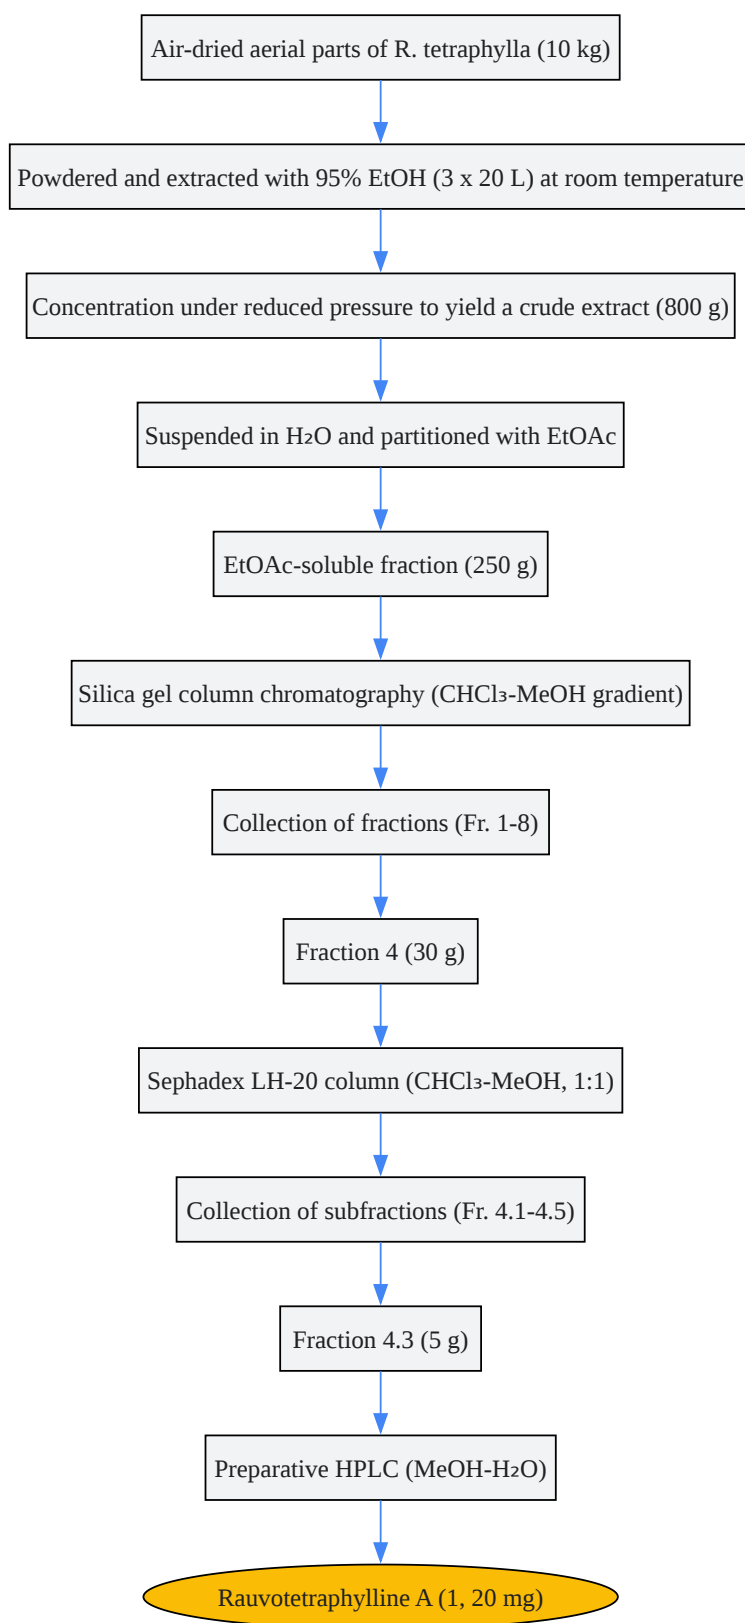 Air-dried aerial parts of R. tetraphylla (10 kg)
Powdered and extracted with 95% EtOH (3 x 20 L) at room temperature
Concentration under reduced pressure to yield a crude extract (800 g)
Suspended in H₂O and partitioned with EtOAc
EtOAc-soluble fraction (250 g)
Silica gel column chromatography (CHCl₃-MeOH gradient)
Collection of fractions (Fr. 1-8)
Fraction 4 (30 g)
Sephadex LH-20 column (CHCl₃-MeOH, 1:1)
Collection of subfractions (Fr. 4.1-4.5)
Fraction 4.3 (5 g)
Preparative HPLC (MeOH-H₂O)
Rauvotetraphylline A (1, 20 mg)